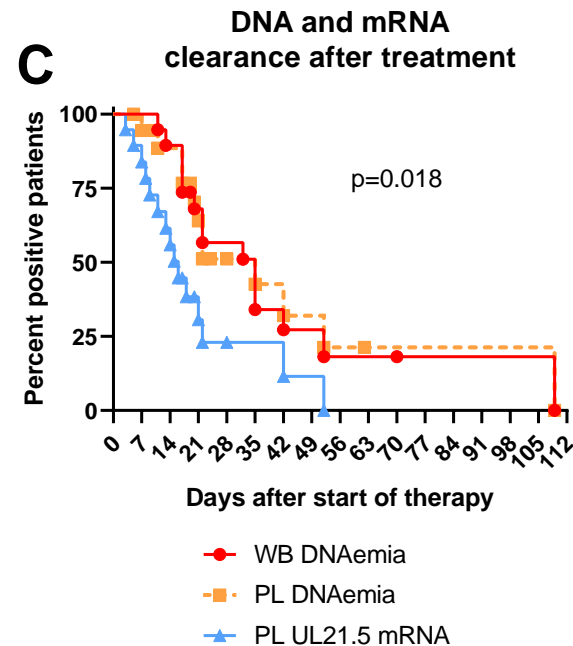 C
DNA and mRNA
clearance after treatment
Percent positive patients
100
75
50
25
0
p=0.018
0 7 14 21 28 35 42 49 56 63 70 77 84 91 98 105 112
Days after start of therapy
WB DNAemia
PL DNAemia
PL UL21.5 mRNA